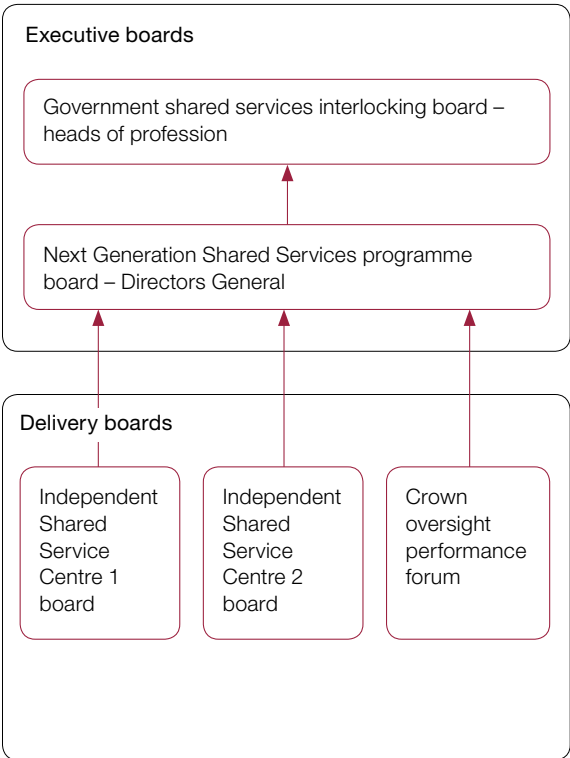 Executive boards
Government shared services interlocking board –
heads of profession
Next Generation Shared Services programme
board – Directors General
Delivery boards
Independent
Shared
Service
Centre 1
board
Independent
Shared
Service
Centre 2
board
Crown
oversight
performance
forum